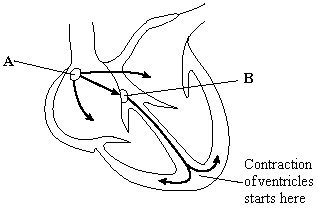 A
B
Contraction
of ventricles
starts here